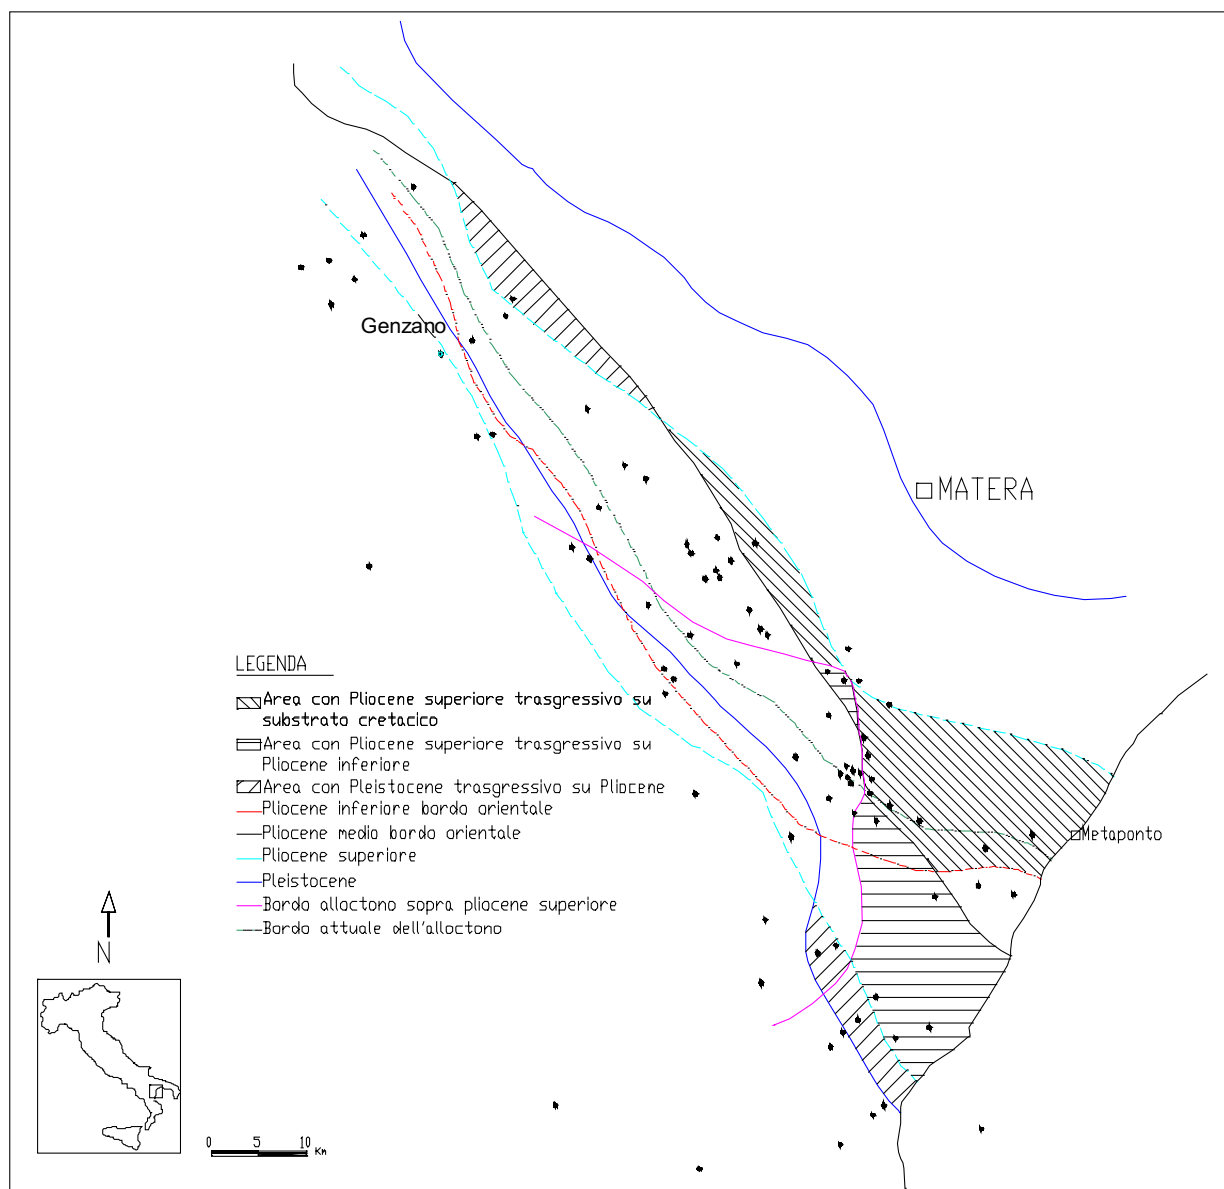 Genzano
MATERA
LEGENDA
Area con Pliocene superiore trasgressivo su
substrato cretacico
Area con Pliocene superiore trasgressivo su
Pliocene inferiore
Area con Pleistocene trasgressivo su Pliocene
Pliocene inferiore bordo orientale
Pliocene medio bordo orientale
Pliocene superiore
Pleistocene
Bordo alloctono sopra pliocene superiore
Bordo attuale dell'alloctono
Metaponto
N
0 5 10
Km